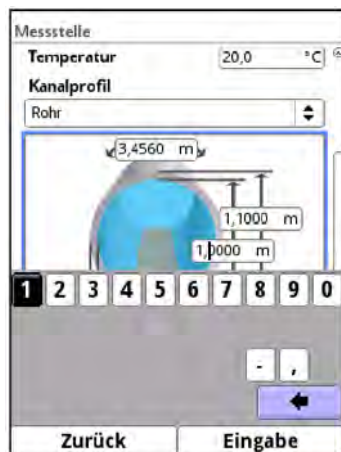 Messstelle
Temperatur 20,0 °C
Kanalprofil
Rohr
3,4560 m
1,1000 m
1,0000 m
1 2 3 4 5 6 7 8 9 0
- ,
Zurück Eingabe